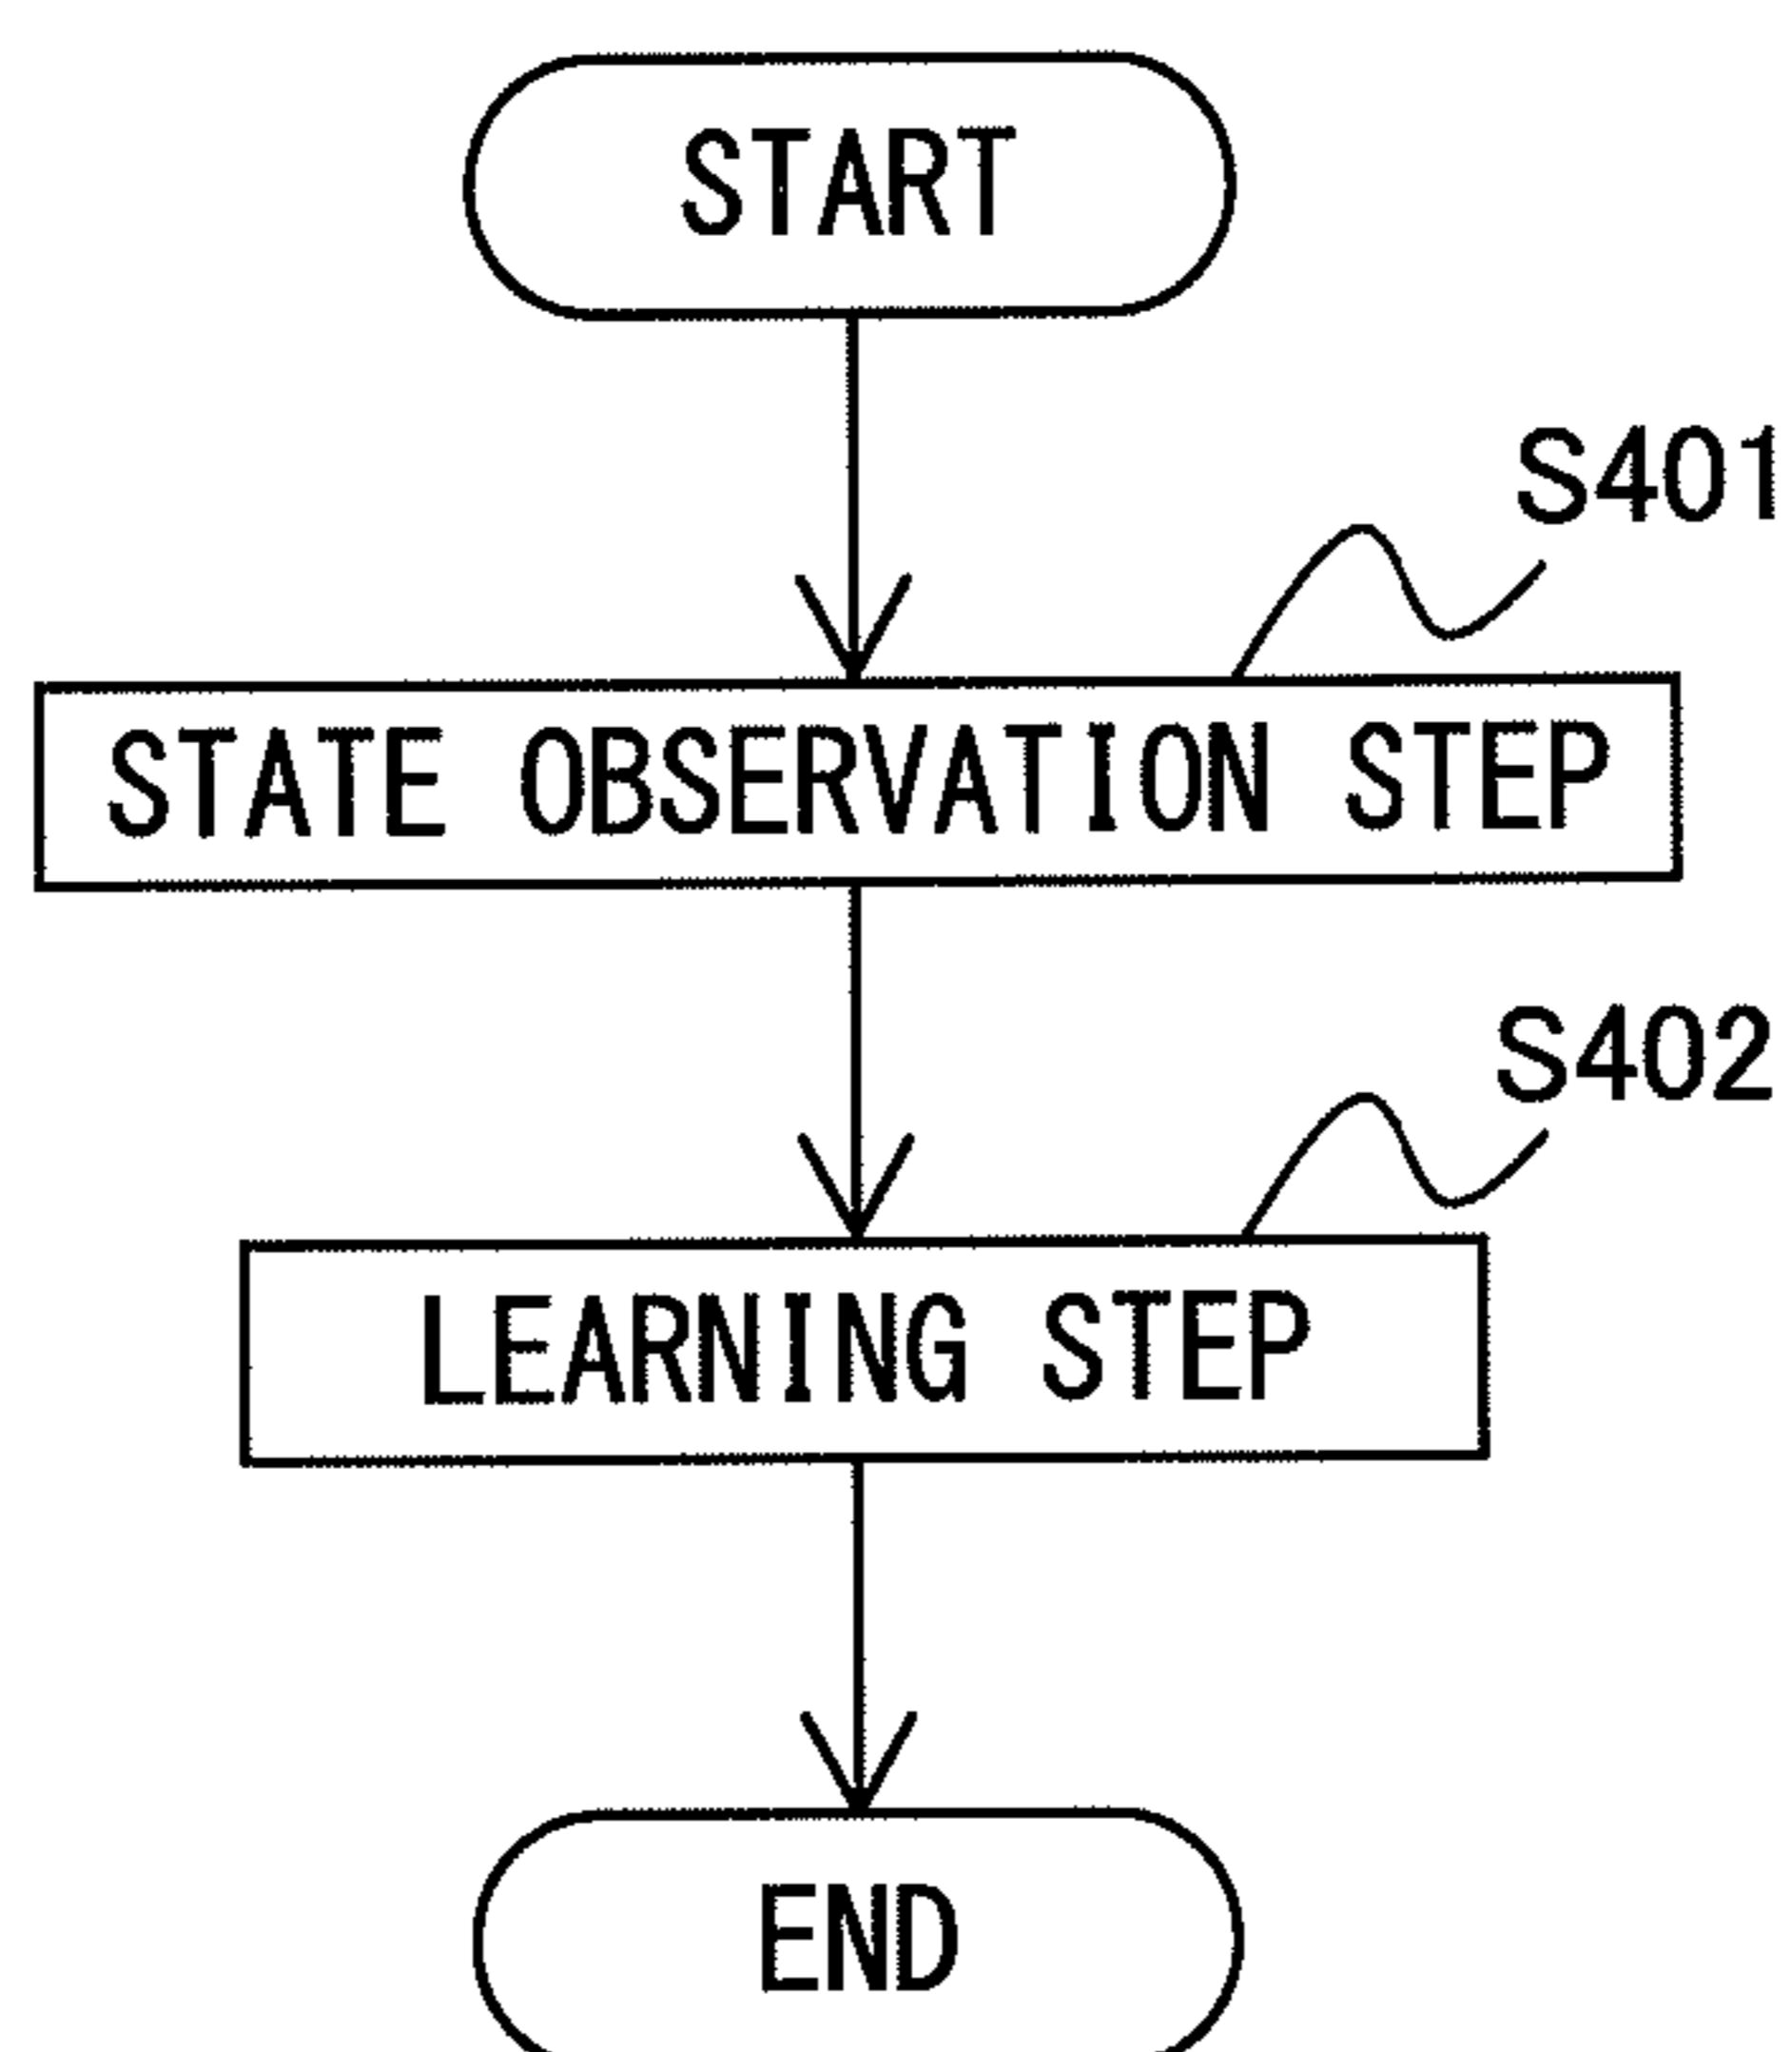 START
S401
STATE OBSERVATION STEP
S402
LEARNING STEP
END